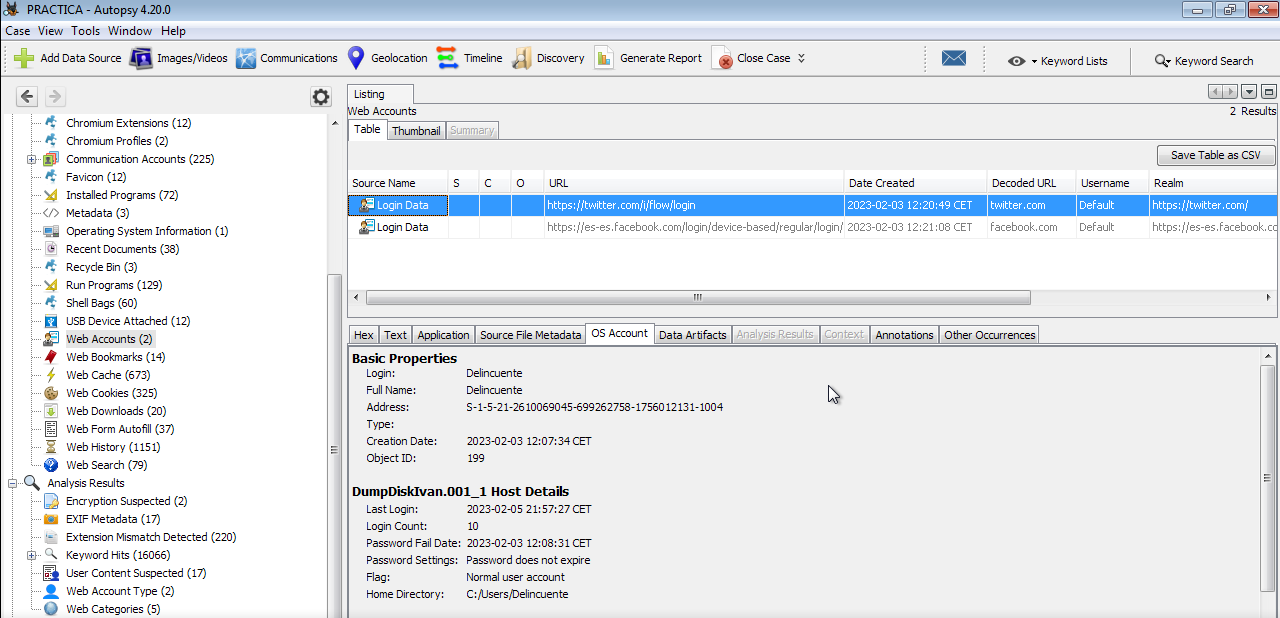 PRACTICA - Autopsy 4.20.0
Case View Tools Window Help
Add Data Source Images/Videos Communications Geolocation Timeline Discovery Generate Report Close Case Keyword Lists Keyword Search
Chromium Extensions (12)
Chromium Profiles (2)
Communication Accounts (225)
Favicon (12)
Installed Programs (72)
Metadata (3)
Operating System Information (1)
Recent Documents (38)
Recycle Bin (3)
Run Programs (129)
Shell Bags (60)
USB Device Attached (12)
Web Accounts (2)
Web Bookmarks (14)
Web Cache (673)
Web Cookies (325)
Web Downloads (20)
Web Form Autofill (37)
Web History (1151)
Web Search (79)
Analysis Results
Encryption Suspected (2)
EXIF Metadata (17)
Extension Mismatch Detected (220)
Keyword Hits (16066)
User Content Suspected (17)
Web Account Type (2)
Web Categories (5)
Listing
Web Accounts 2 Results
Table Thumbnail Summary
Save Table as CSV
Source Name S C O URL Date Created Decoded URL Username Realm
Login Data https://twitter.com/i/flow/login 2023-02-03 12:20:49 CET twitter.com Default https://twitter.com/
Login Data https://es-es.facebook.com/login/device-based/regular/login/ 2023-02-03 12:21:08 CET facebook.com Default https://es-es.facebook.co
Hex Text Application Source File Metadata OS Account Data Artifacts Analysis Results Context Annotations Other Occurrences
Basic Properties
Login: Delincuente
Full Name: Delincuente
Address: S-1-5-21-2610069045-699262758-1756012131-1004
Type:
Creation Date: 2023-02-03 12:07:34 CET
Object ID: 199
DumpDiskIvan.001_1 Host Details
Last Login: 2023-02-05 21:57:27 CET
Login Count: 10
Password Fail Date: 2023-02-03 12:08:31 CET
Password Settings: Password does not expire
Flag: Normal user account
Home Directory: C:/Users/Delincuente